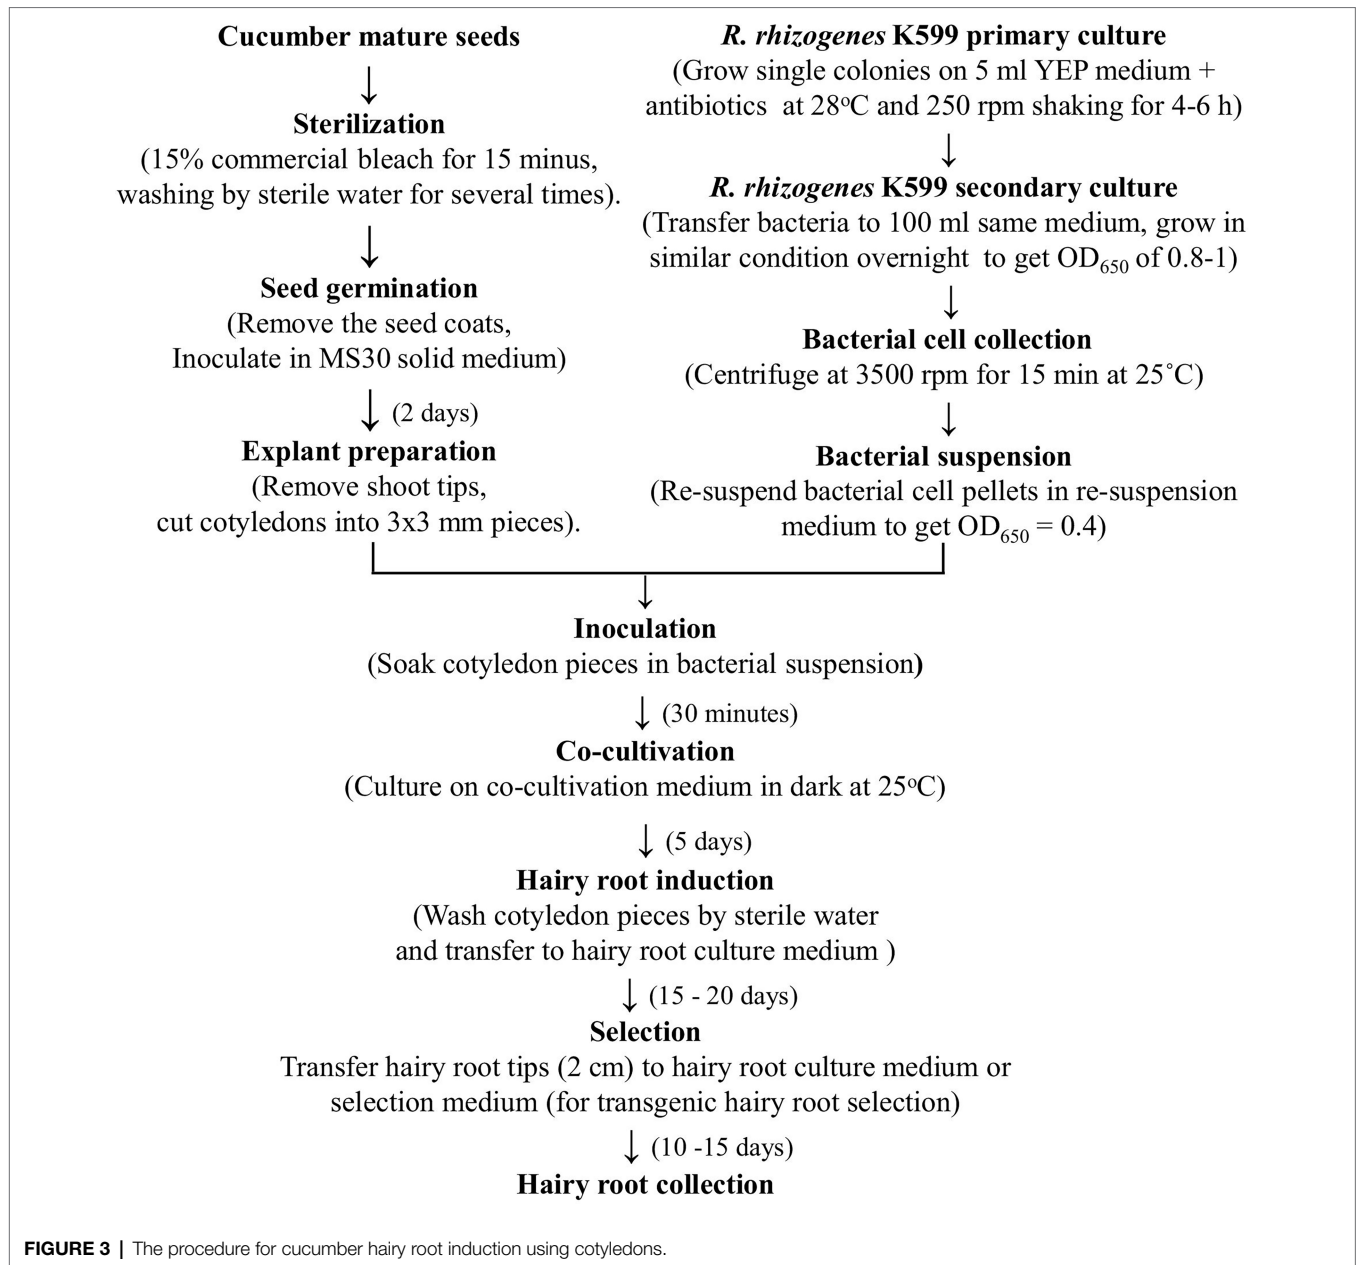 Cucumber mature seeds
Sterilization
(15% commercial bleach for 15 minus,
washing by sterile water for several times).
Seed germination
(Remove the seed coats,
Inoculate in MS30 solid medium)
(2 days)
Explant preparation
(Remove shoot tips,
cut cotyledons into 3x3 mm pieces).
R. rhizogenes K599 primary culture
(Grow single colonies on 5 ml YEP medium +
antibiotics at 28ºC and 250 rpm shaking for 4-6 h)
R. rhizogenes K599 secondary culture
(Transfer bacteria to 100 ml same medium, grow in
similar condition overnight to get OD650 of 0.8-1)
Bacterial cell collection
(Centrifuge at 3500 rpm for 15 min at 25˚C)
Bacterial suspension
(Re-suspend bacterial cell pellets in re-suspension
medium to get OD650 = 0.4)
Inoculation
(Soak cotyledon pieces in bacterial suspension)
(30 minutes)
Co-cultivation
(Culture on co-cultivation medium in dark at 25ºC)
(5 days)
Hairy root induction
(Wash cotyledon pieces by sterile water
and transfer to hairy root culture medium )
(15 - 20 days)
Selection
Transfer hairy root tips (2 cm) to hairy root culture medium or
selection medium (for transgenic hairy root selection)
(10 -15 days)
Hairy root collection
FIGURE 3 | The procedure for cucumber hairy root induction using cotyledons.